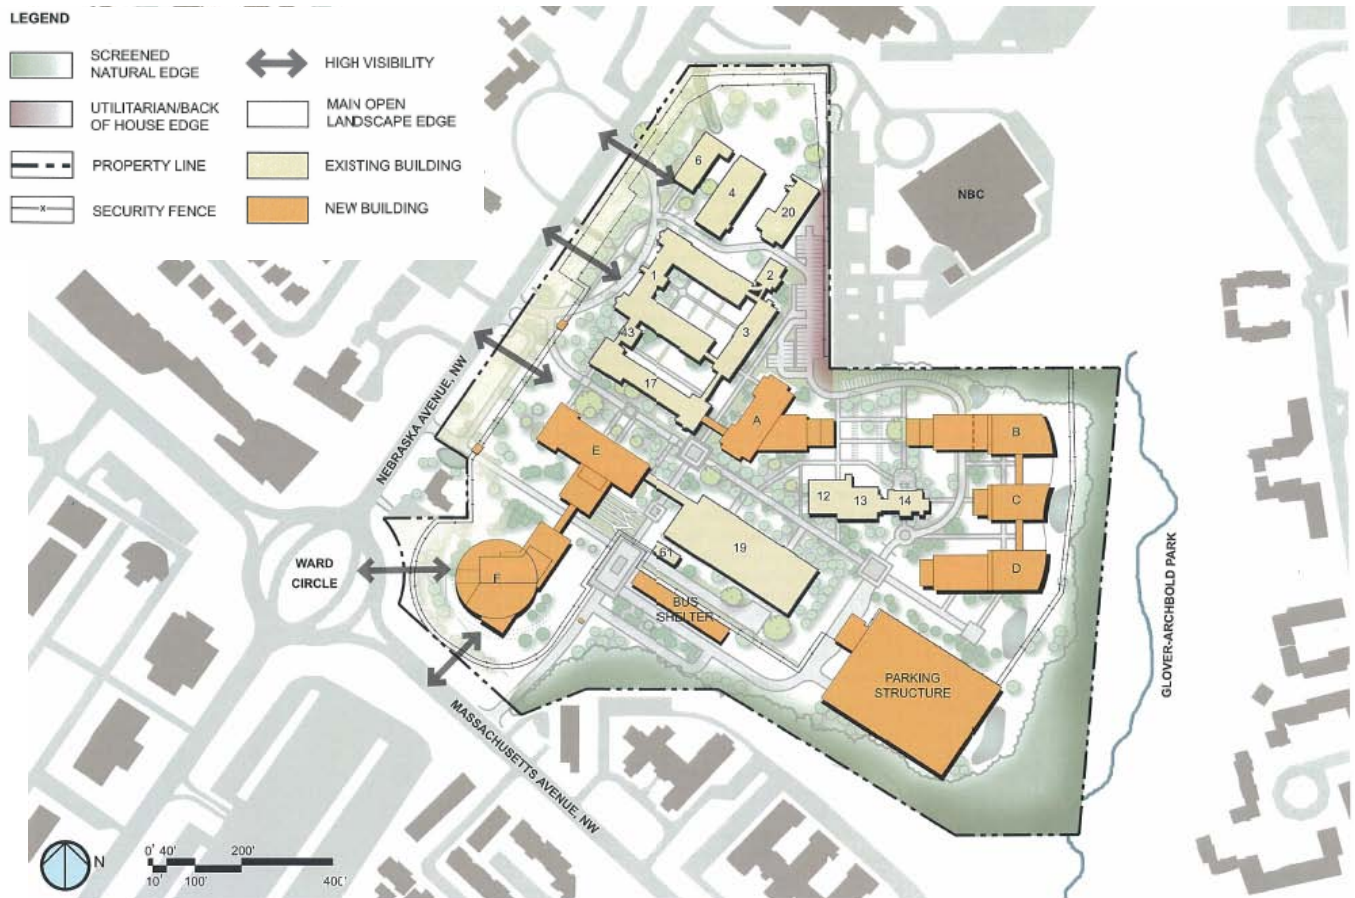 LEGEND
SCREENED
NATURAL EDGE
HIGH VISIBILITY
UTILITARIAN/BACK
OF HOUSE EDGE
MAIN OPEN
LANDSCAPE EDGE
PROPERTY LINE
EXISTING BUILDING
x
SECURITY FENCE
NEW BUILDING
6
4
20
NBC
1
2
43
3
17
NEBRASKA AVENUE, NW
A
B
E
12
13
14
C
19
61
WARD
CIRCLE
F
D
BUS
SHELTER
GLOVER-ARCHBOLD PARK
PARKING
STRUCTURE
MASSACHUSETTS AVENUE, NW
N
0' 40' 200'
10' 100' 400'